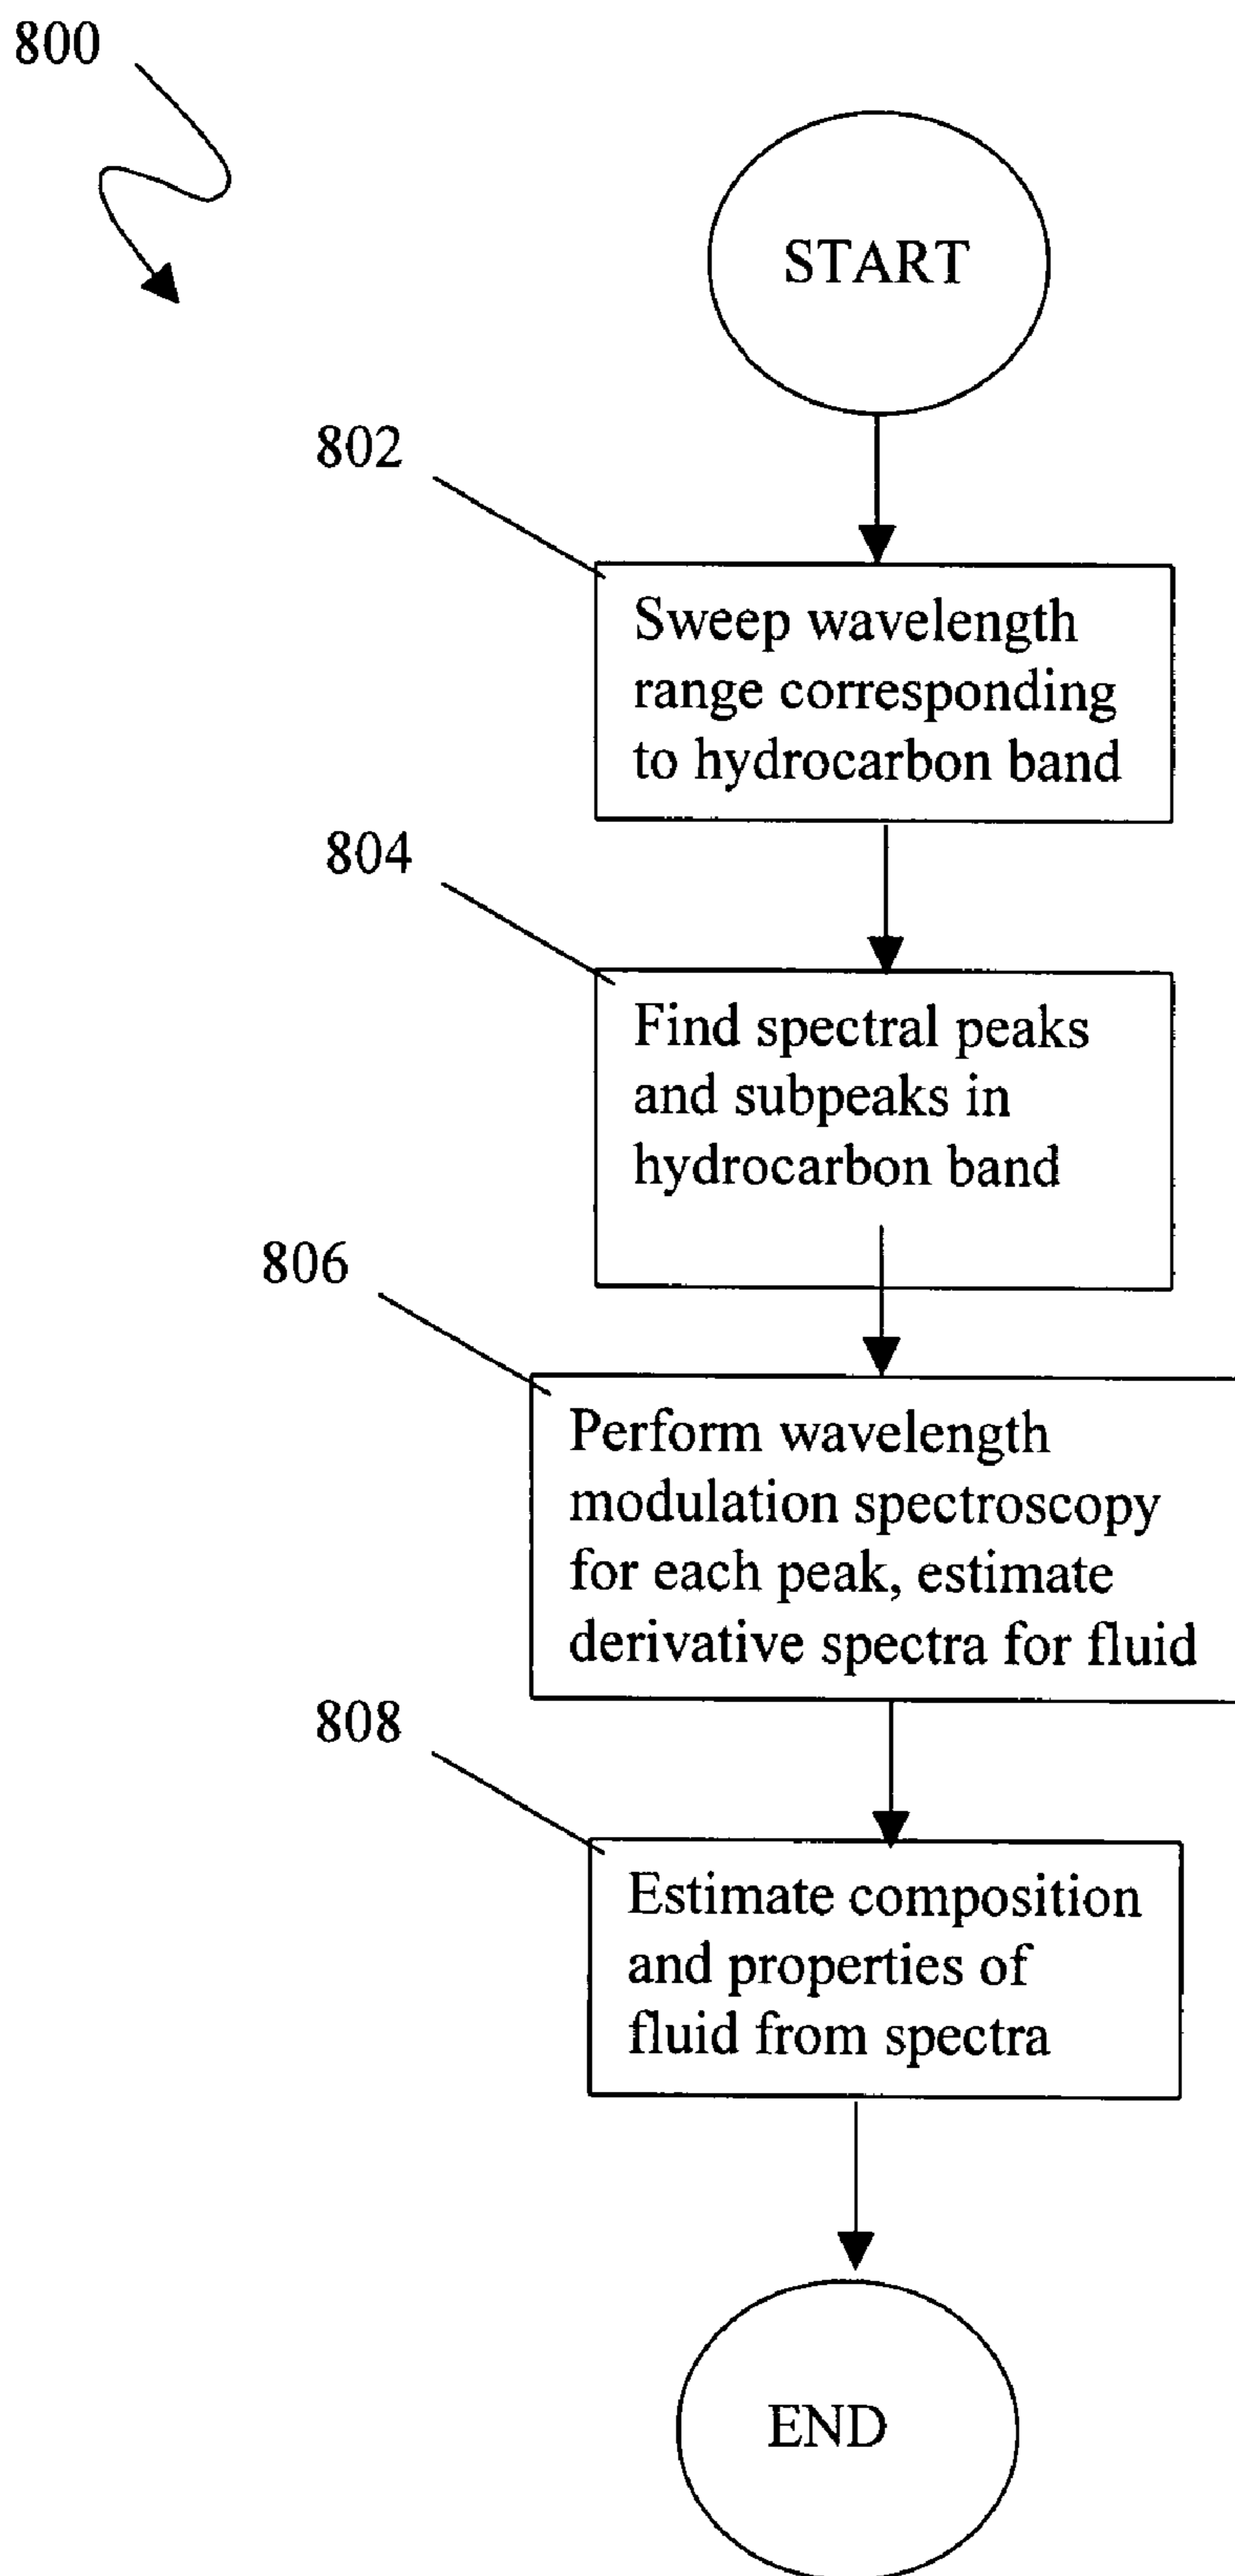 800
START
802
Sweep wavelength
range corresponding
to hydrocarbon band
804
Find spectral peaks
and subpeaks in
hydrocarbon band
806
Perform wavelength
modulation spectroscopy
for each peak, estimate
derivative spectra for fluid
808
Estimate composition
and properties of
fluid from spectra
END